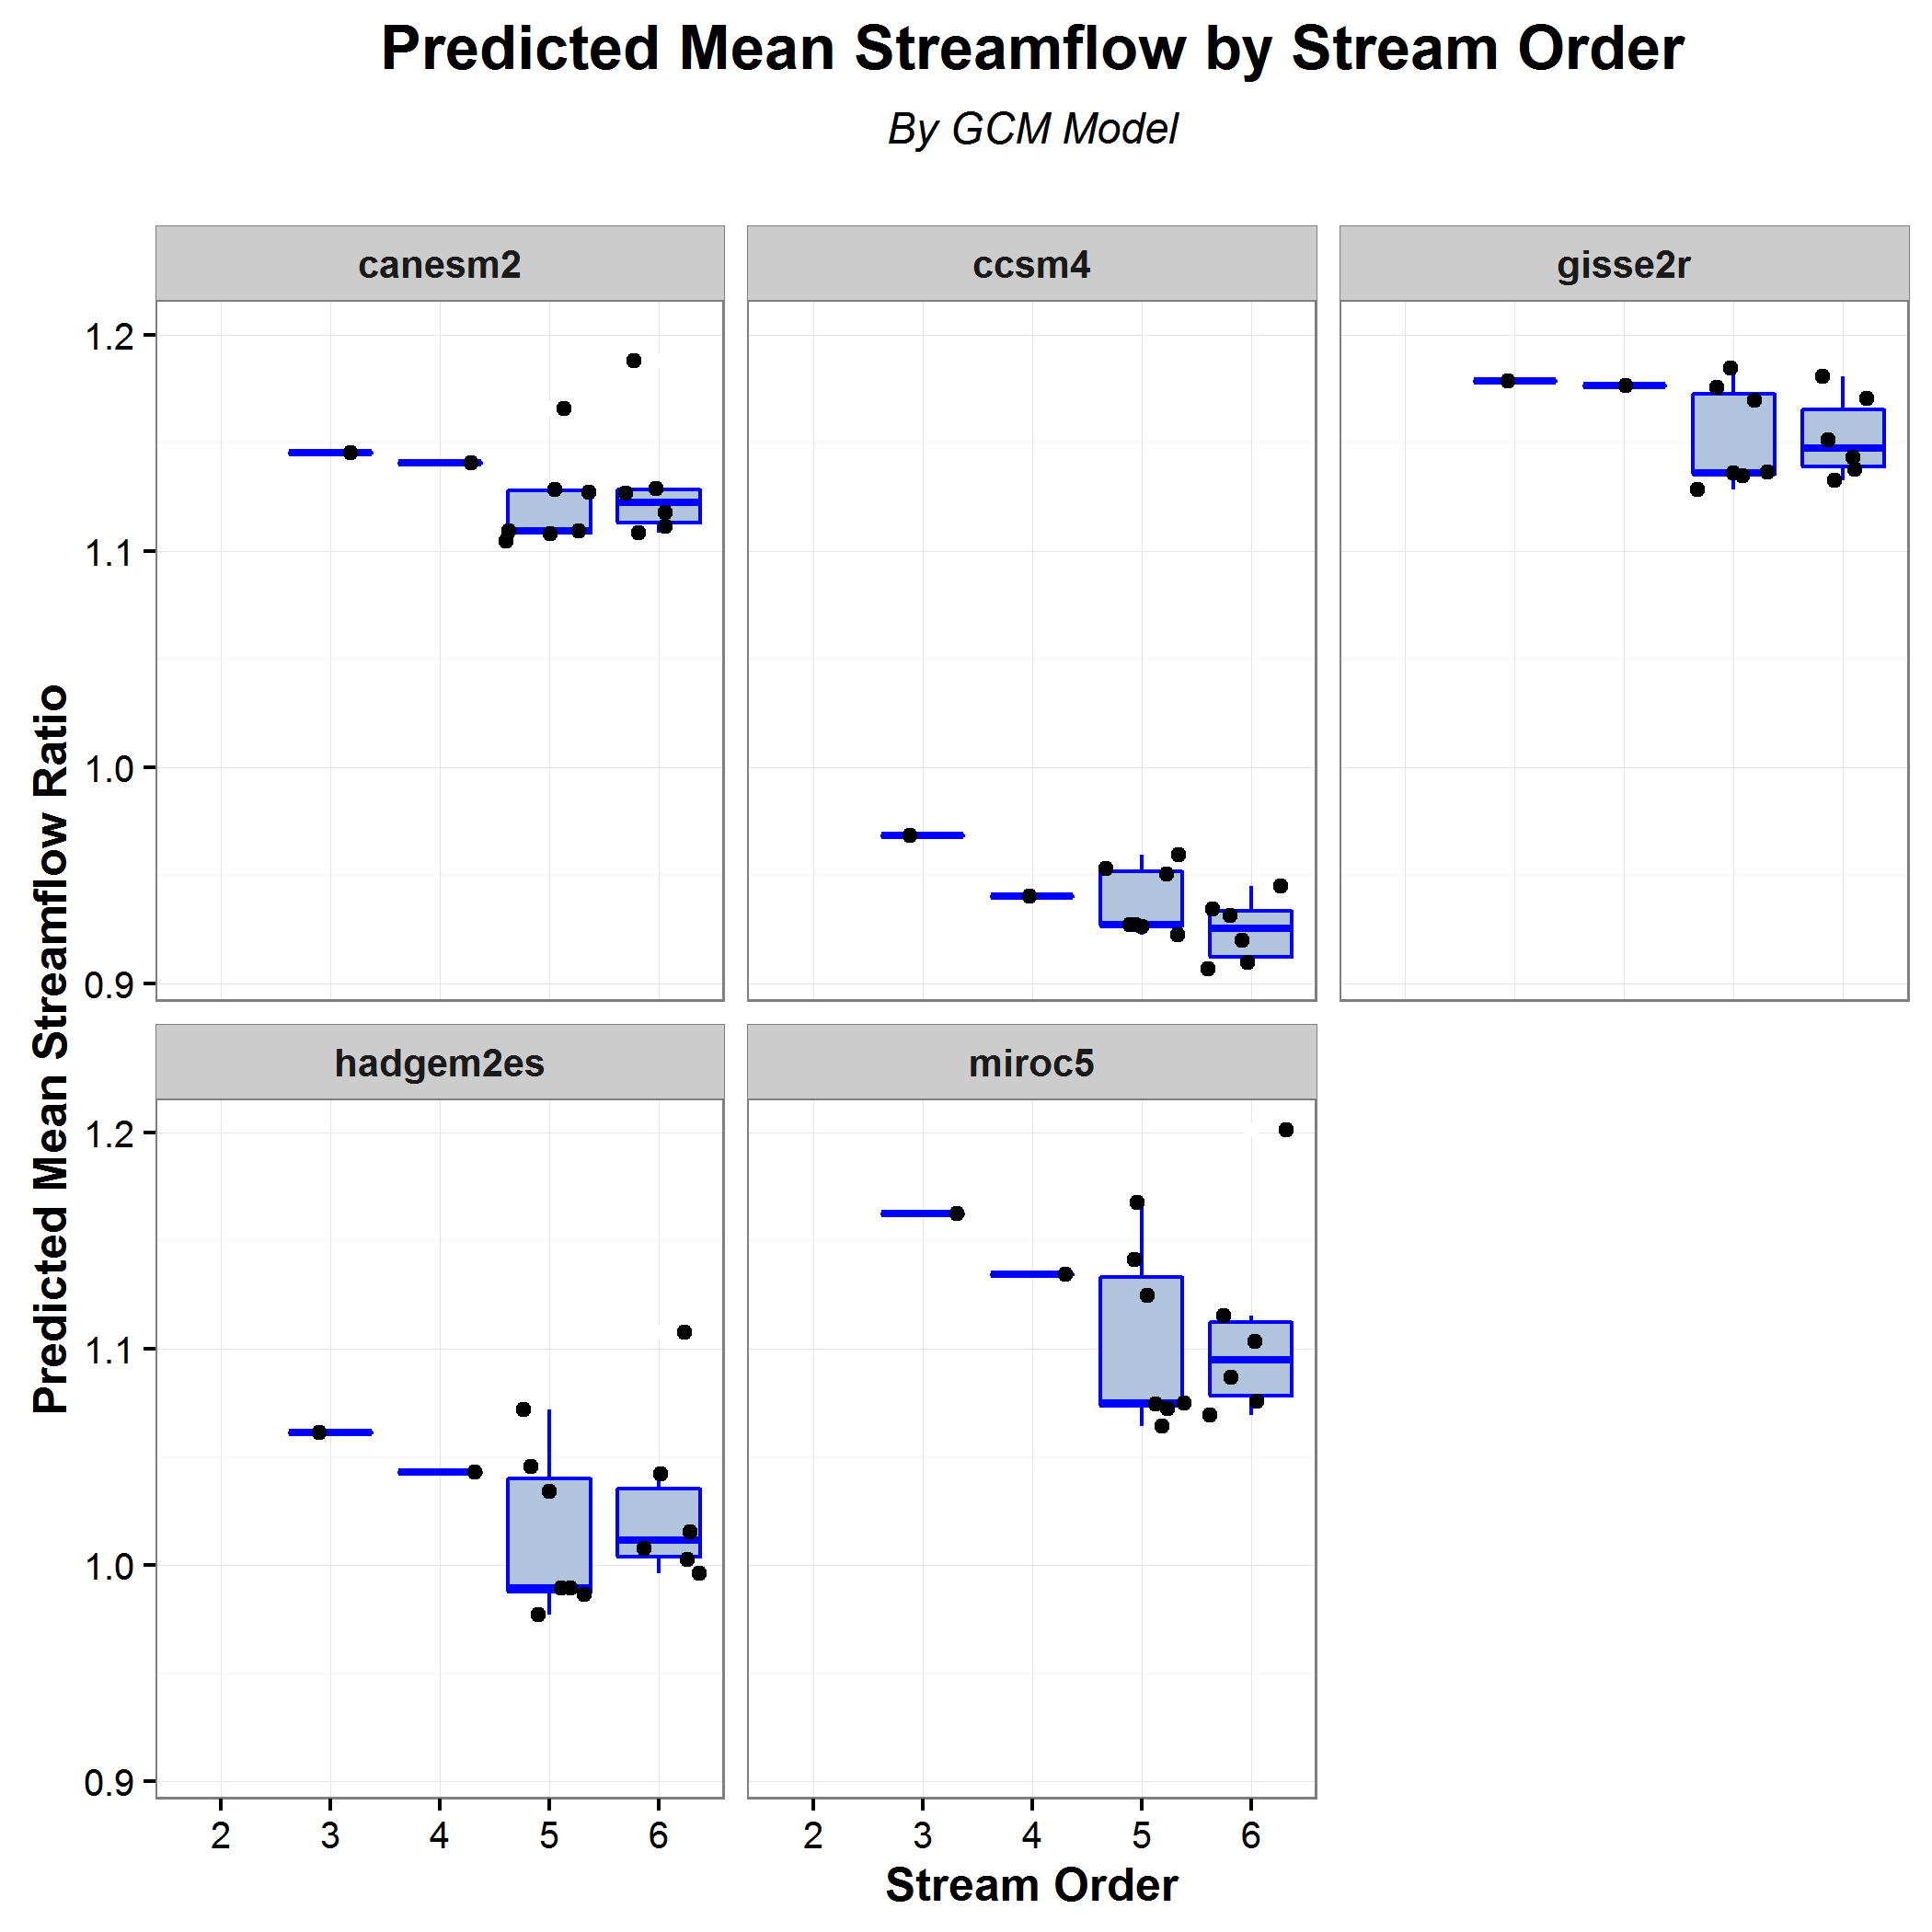 Predicted Mean Streamflow by Stream Order
By GCM Model
canesm2
ccsm4
gisse2r
1.2
1.1
1.0
0.9
Predicted Mean Streamflow Ratio
hadgem2es
miroc5
1.2
1.1
1.0
0.9
2 3 4 5 6
2 3 4 5 6
Stream Order